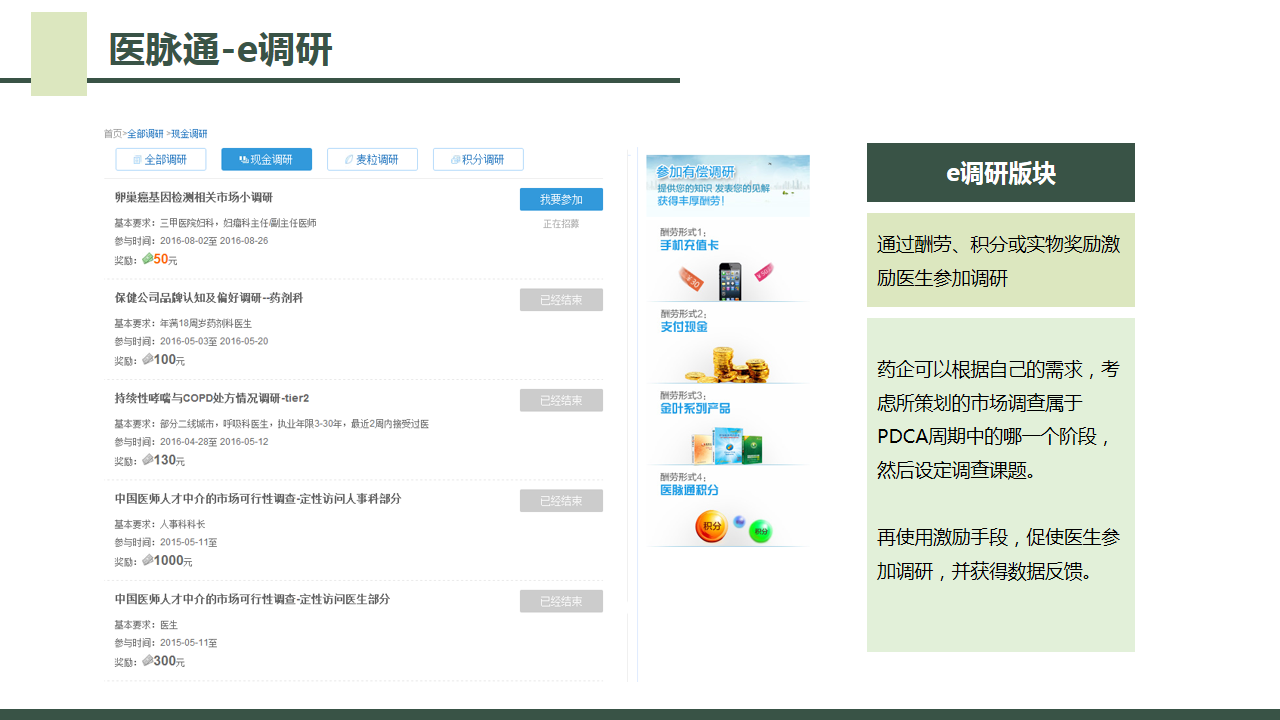 医脉通-e调研
首页>全部调研 >现金调研
全部调研
现金调研
麦粒调研
积分调研
卵巢癌基因检测相关市场小调研
我要参加
基本要求：三甲医院妇科，妇瘤科主任/副主任医师
正在招募
参与时间：2016-08-02至 2016-08-26
奖励：50元
保健公司品牌认知及偏好调研--药剂科
已经结束
基本要求：年满18周岁药剂科医生
参与时间：2016-05-03至 2016-05-20
奖励：100元
持续性哮喘与COPD处方情况调研-tier2
已经结束
基本要求：部分二线城市，呼吸科医生，执业年限3-30年，最近2周内接受过医
参与时间：2016-04-28至 2016-05-12
奖励：130元
中国医师人才中介的市场可行性调查-定性访问人事科部分
已经结束
基本要求：人事科科长
参与时间：2015-05-11至
奖励：1000元
中国医师人才中介的市场可行性调查-定性访问医生部分
已经结束
基本要求：医生
参与时间：2015-05-11至
奖励：300元
参加有偿调研
提供您的知识 发表您的见解
获得丰厚酬劳！
酬劳形式1：
手机充值卡
¥30
¥50
酬劳形式2：
支付现金
酬劳形式3：
金叶系列产品
酬劳形式4：
医脉通积分
积分
积分
e调研版块
通过酬劳、积分或实物奖励激
励医生参加调研
药企可以根据自己的需求，考
虑所策划的市场调查属于
PDCA周期中的哪一个阶段，
然后设定调查课题。
再使用激励手段，促使医生参
加调研，并获得数据反馈。